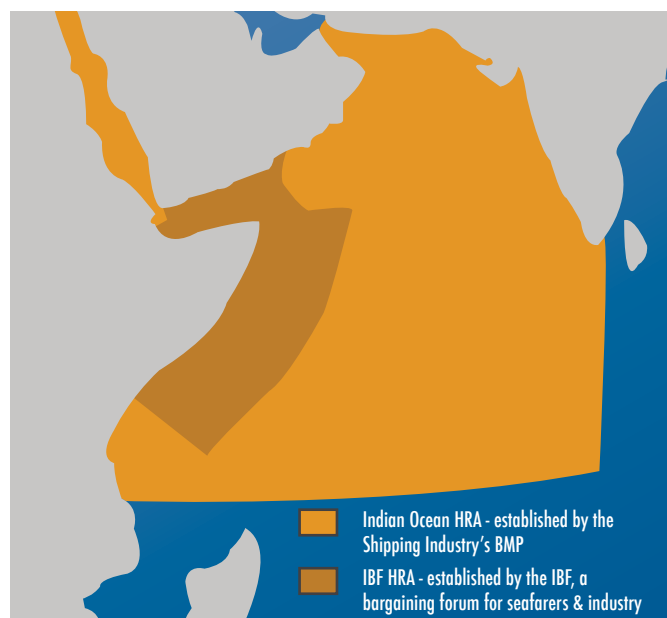 Indian Ocean HRA - established by the
Shipping Industry's BMP
IBF HRA - established by the IBF, a
bargaining forum for seafarers & industry